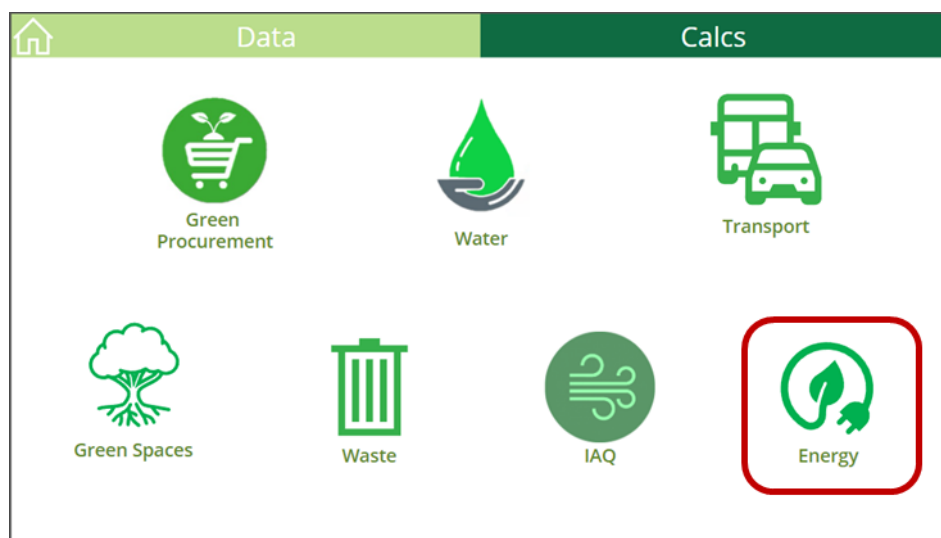 Data
Calcs
Green
Procurement
Water
Transport
Green Spaces
Waste
IAQ
Energy